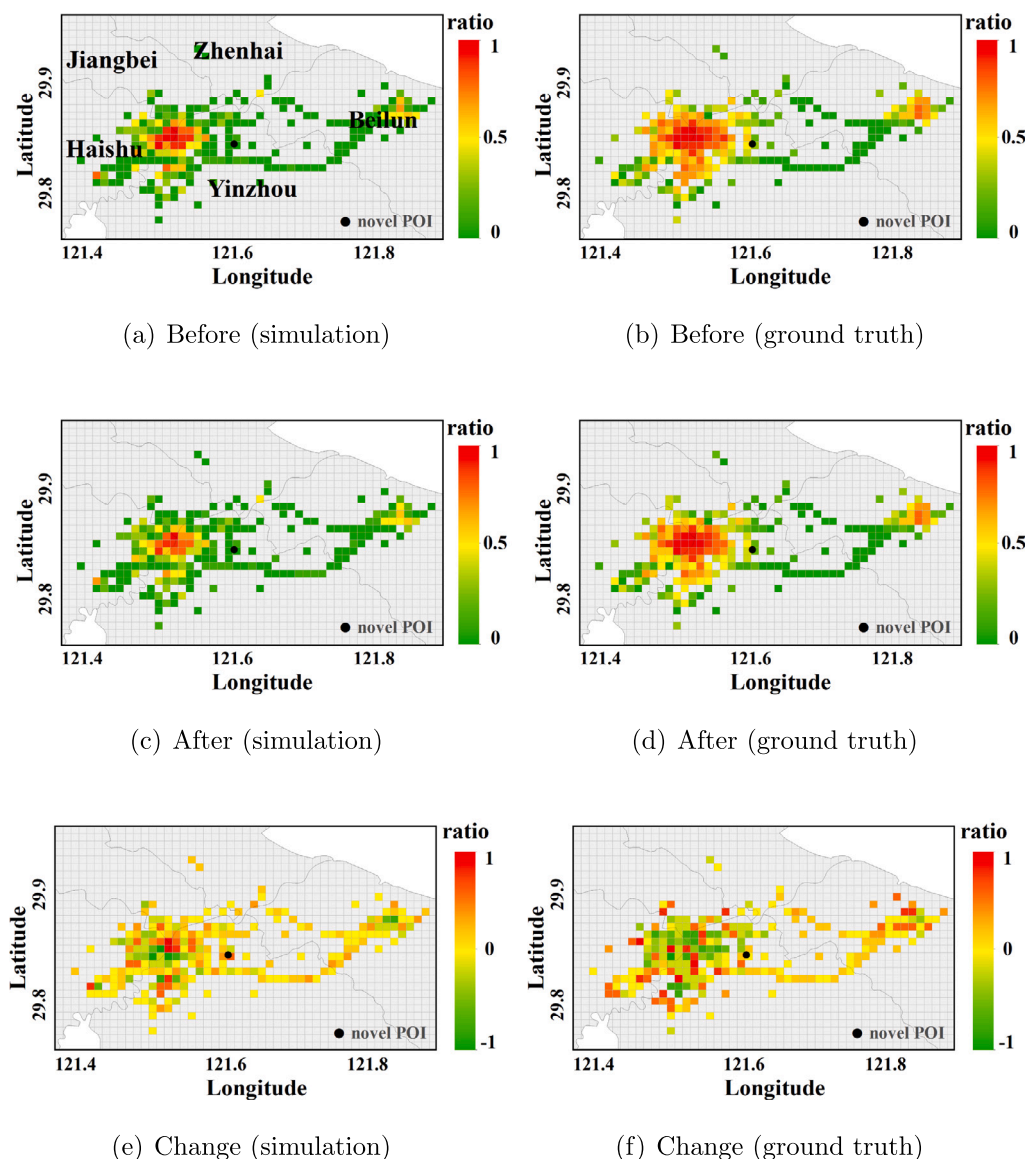 ratio
1
0.5
0
Jiangbei
Zhenhai
Beilun
Haishu
Yinzhou
novel POI
Latitude
29.9
29.8
121.4 121.6 121.8
Longitude
(a) Before (simulation)
ratio
1
0.5
0
novel POI
Latitude
29.9
29.8
121.4 121.6 121.8
Longitude
(b) Before (ground truth)
ratio
1
0.5
0
novel POI
Latitude
29.9
29.8
121.4 121.6 121.8
Longitude
(c) After (simulation)
ratio
1
0.5
0
novel POI
Latitude
29.9
29.8
121.4 121.6 121.8
Longitude
(d) After (ground truth)
ratio
1
0
-1
novel POI
Latitude
29.9
29.8
121.4 121.6 121.8
Longitude
(e) Change (simulation)
ratio
1
0
-1
novel POI
Latitude
29.9
29.8
121.4 121.6 121.8
Longitude
(f) Change (ground truth)